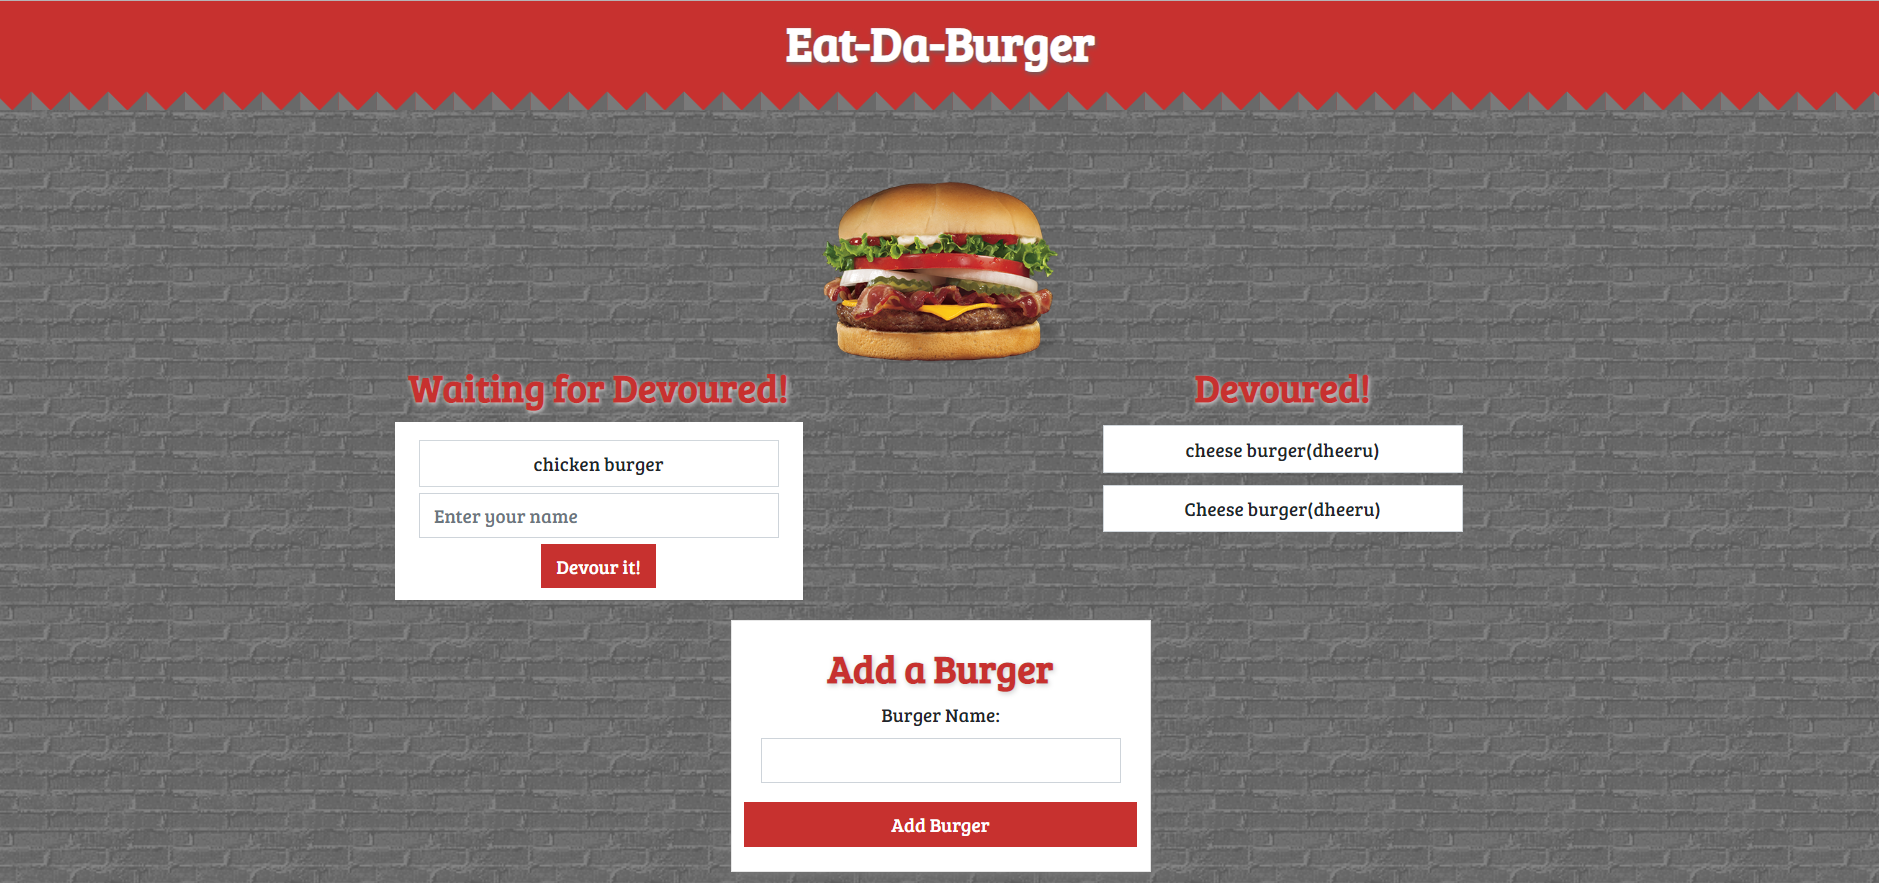 Eat-Da-Burger
Waiting for Devoured!
chicken burger
Enter your name
Devour it!
Devoured!
cheese burger(dheeru)
Cheese burger(dheeru)
Add a Burger
Burger Name:
Add Burger